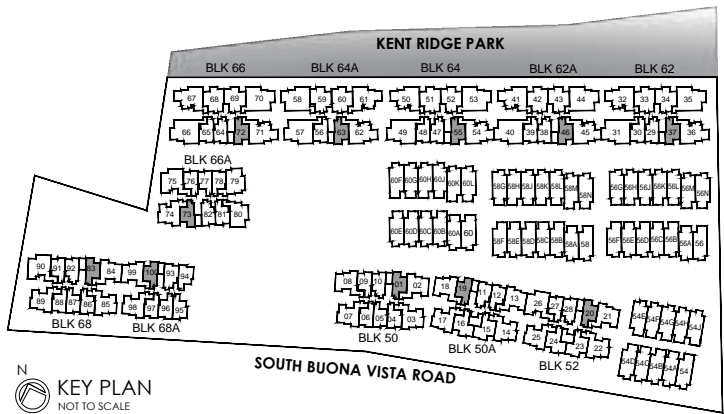 KENT RIDGE PARK
BLK 66 BLK 64A BLK 64 BLK 62A BLK 62
67 68 69 70 58 59 60 61 50 51 52 53 41 42 43 44 32 33 34 35
66 65 64 72 71 57 56 63 62 49 48 47 55 54 40 39 38 46 45 31 30 29 37 36
BLK 66A
75 76 77 78 79 60F 60G 60H 60J 60K 60L 58G 58H 58J 58K 58L 58M 58N 56G 56H 56J 56K 56L 56M 56N
74 73 82 81 80 60E 60D 60C 60B 60A 60 58F 58E 58D 58C 58B 58A 58 56F 56E 56D 56C 56B 56A 56
90 91 92 83 84 99 100 93 94 08 09 10 01 02 18 19 11 12 13 26 27 28 20 21 54E 54F 54G 54H 54J
89 88 87 86 85 98 97 96 95 07 06 05 04 03 17 16 15 14 25 24 23 22 54D 54C 54B 54A 54
BLK 68 BLK 68A BLK 50 BLK 50A BLK 52
SOUTH BUONA VISTA ROAD
N
KEY PLAN
NOT TO SCALE